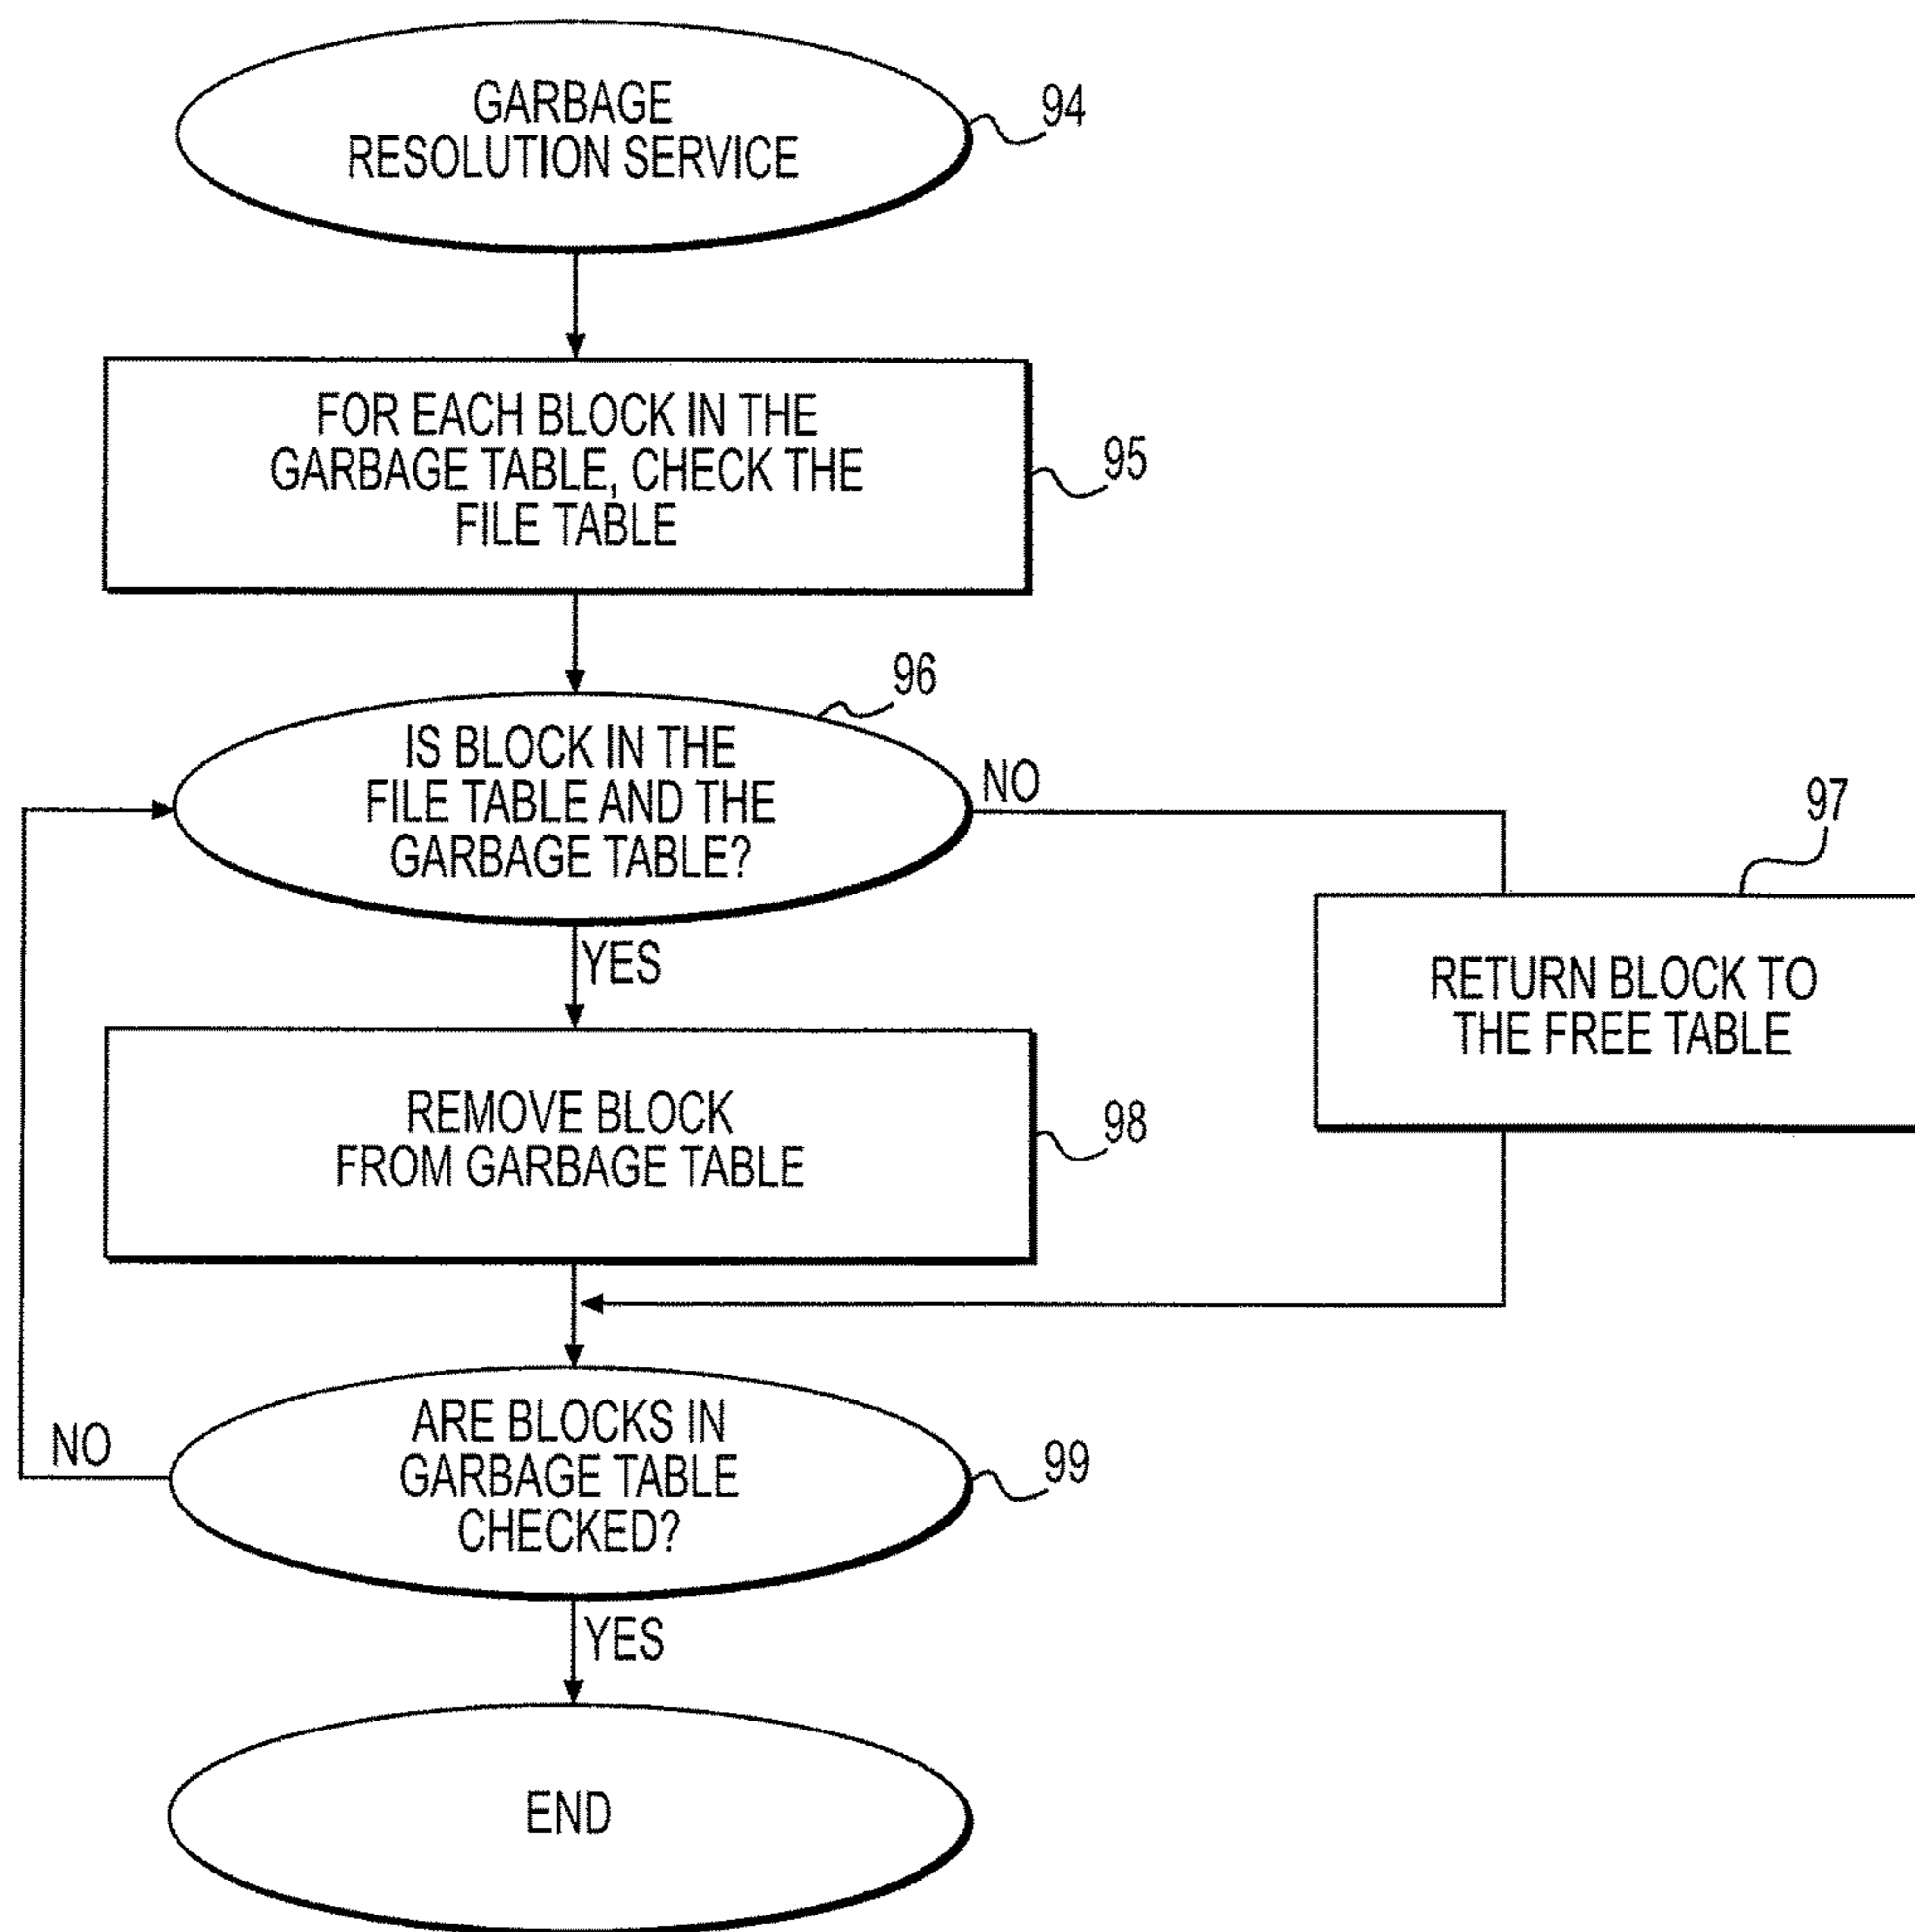 GARBAGE
RESOLUTION SERVICE
94
FOR EACH BLOCK IN THE
GARBAGE TABLE, CHECK THE
FILE TABLE
95
96
IS BLOCK IN THE
FILE TABLE AND THE
GARBAGE TABLE?
NO
97
YES
RETURN BLOCK TO
THE FREE TABLE
REMOVE BLOCK
FROM GARBAGE TABLE
98
ARE BLOCKS IN
GARBAGE TABLE
CHECKED?
NO
99
YES
END